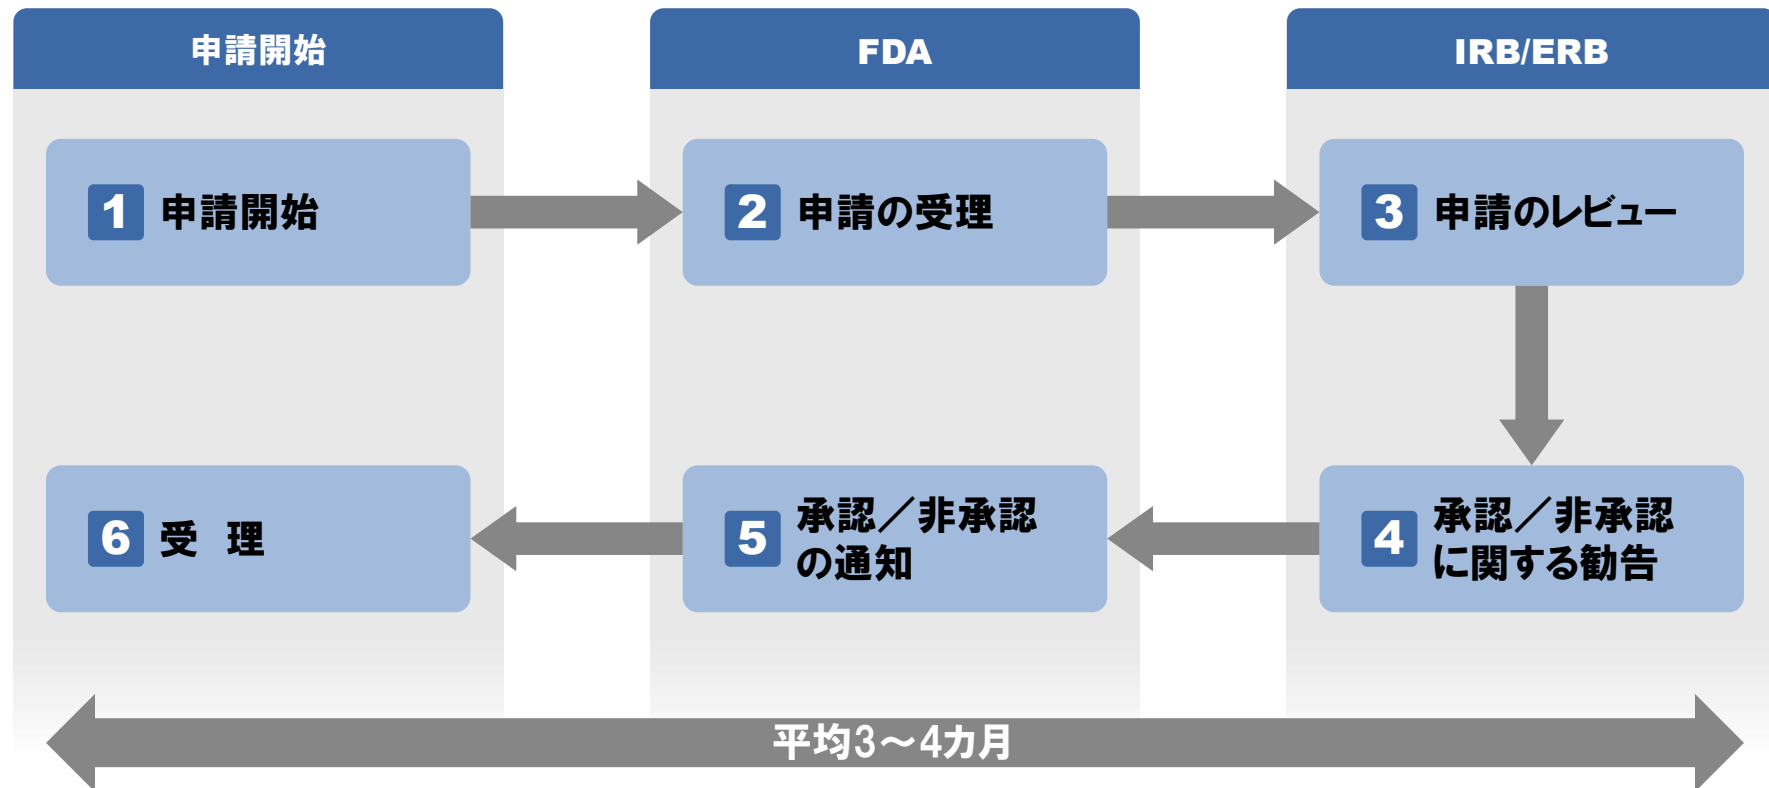 申請開始
FDA
IRB/ERB
1 申請開始
2 申請の受理
3 申請のレビュー
6 受　理
5 承認／非承認
の通知
4 承認／非承認
に関する勧告
平均3～4カ月